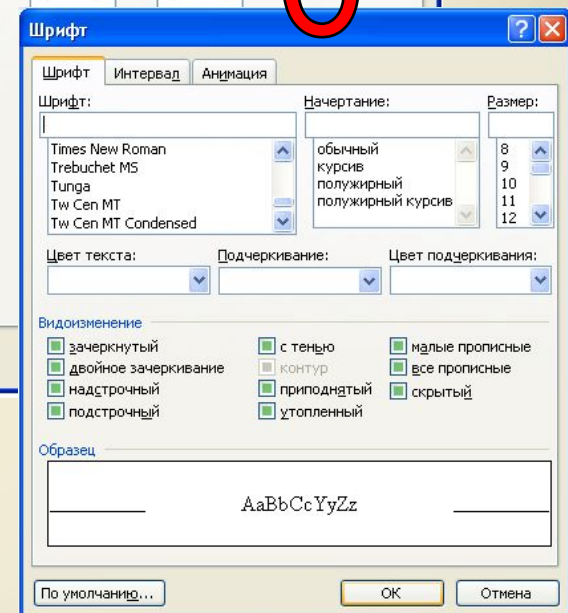 Шрифт
Шрифт Интервал Анимация
Шрифт: Начертание: Размер:
Times New Roman обычный 8
Trebuchet MS курсив 9
Tunga полужирный 10
Tw Cen MT полужирный курсив 11
Tw Cen MT Condensed 12
Цвет текста: Подчеркивание: Цвет подчеркивания:
Видоизменение
зачеркнутый с тенью малые прописные
двойное зачеркивание контур все прописные
надстрочный приподнятый скрытый
подстрочный утопленный
Образец
AaBbCcYyZz
По умолчанию... ОК Отмена